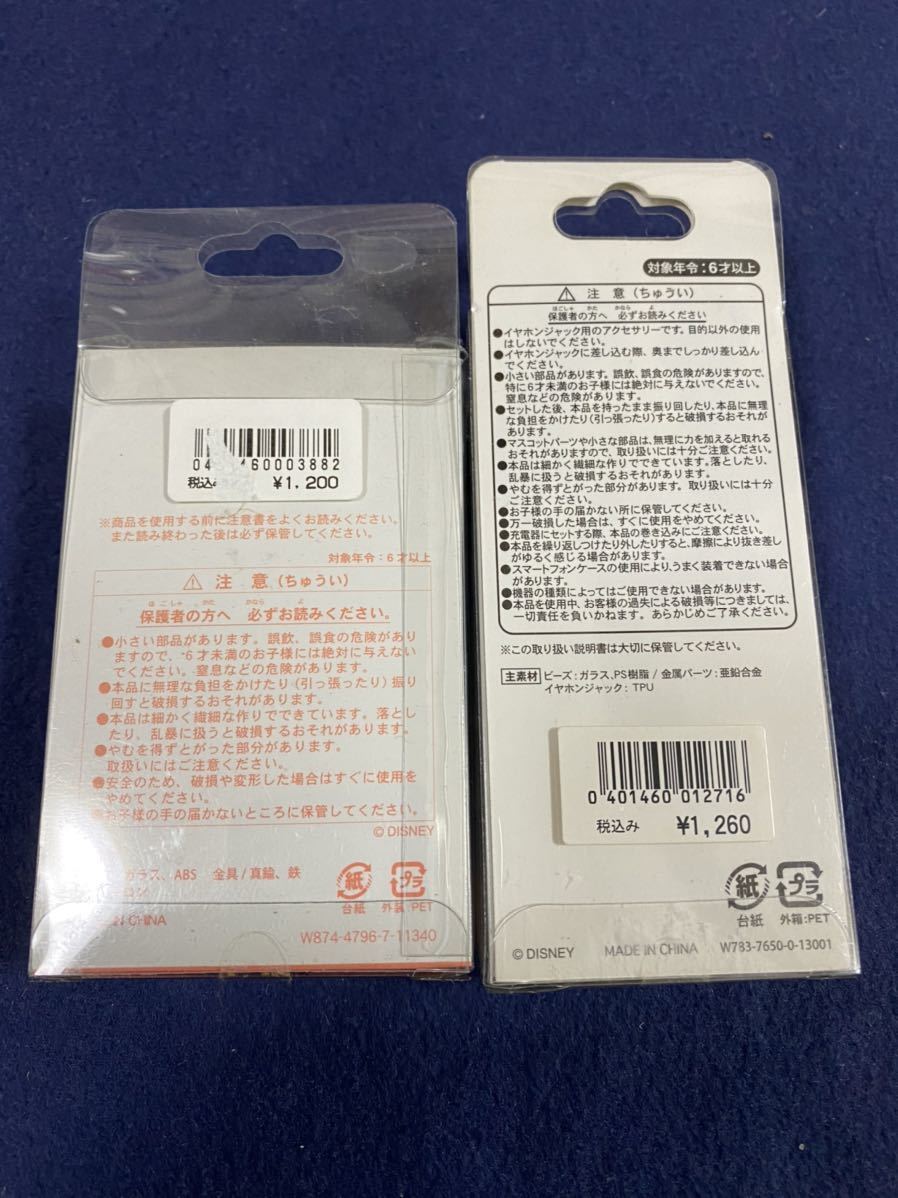 04 160003882
税込み ¥1,200
※商品を使用する前に注意書をよくお読みください。
また読み終わった後は必ず保管してください。
対象年令:6才以上
注 意(ちゅうい)
ほごしゃ かた かなら よ
保護者の方へ 必ずお読みください。
●小さい部品があります。誤飲、誤食の危険があり
ますので、6才未満のお子様には絶対に与えない
でください。窒息などの危険があります。
●本品に無理な負担をかけたり(引っ張ったり)振り
回すと破損するおそれがあります。
●本品は細かく繊細な作りでできています。落とし
たり、乱暴に扱うと破損するおそれがあります。
●やむを得ずとがった部分があります。
取扱いにはご注意ください。
●安全のため、破損や変形した場合はすぐに使用を
やめてください。
●お子様の手の届かないところに保管してください。
©DISNEY
ガラス、ABS 金具/真鍮、鉄
紙 プラ
台紙 外装:PET
CHINA
W874-4796-7-11340
対象年令:6才以上
注 意(ちゅうい)
ほごしゃ かた かなら よ
保護者の方へ 必ずお読みください
●イヤホンジャック用のアクセサリーです。目的以外の使用
はしないでください。
●イヤホンジャックに差し込む際、奥までしっかり差し込ん
でください。
●小さい部品があります。誤飲、誤食の危険がありますので、
特に6才未満のお子様には絶対に与えないでください。
窒息などの危険があります。
●セットした後、本品を持ったまま振り回したり、本品に無理
な負担をかけたり(引っ張ったり)すると破損するおそれが
あります。
●マスコットパーツや小さな部品は、無理に力を加えると取れる
おそれがありますので、取り扱いには十分ご注意ください。
●本品は細かく繊細な作りでできています。落としたり、
乱暴に扱うと破損するおそれがあります。
●やむを得ずとがった部分があります。取り扱いには十分
ご注意ください。
●お子様の手の届かない所に保管してください。
●万一破損した場合は、すぐに使用をやめてください。
●充電器にセットする際、本品の巻き込みにご注意ください。
●本品を繰り返しつけたり外したりすると、摩擦により抜き差し
がゆるく感じる場合があります。
●スマートフォンケースの使用により、うまく装着できない場合
があります。
●機器の種類によってはご使用できない場合があります。
●本品を使用中、お客様の過失による破損等につきましては、
一切責任を負いかねます。あらかじめご了承ください。
※この取り扱い説明書は大切に保管してください。
主素材 ビーズ:ガラス、PS樹脂/金属パーツ:亜鉛合金
イヤホンジャック:TPU
0 401460 012716
税込み ¥1,260
紙 プラ
台紙 外箱:PET
©DISNEY MADE IN CHINA W783-7650-0-13001